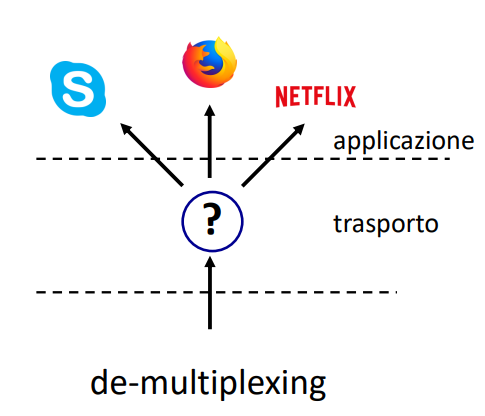 S
NETFLIX
applicazione
?
trasporto
de-multiplexing